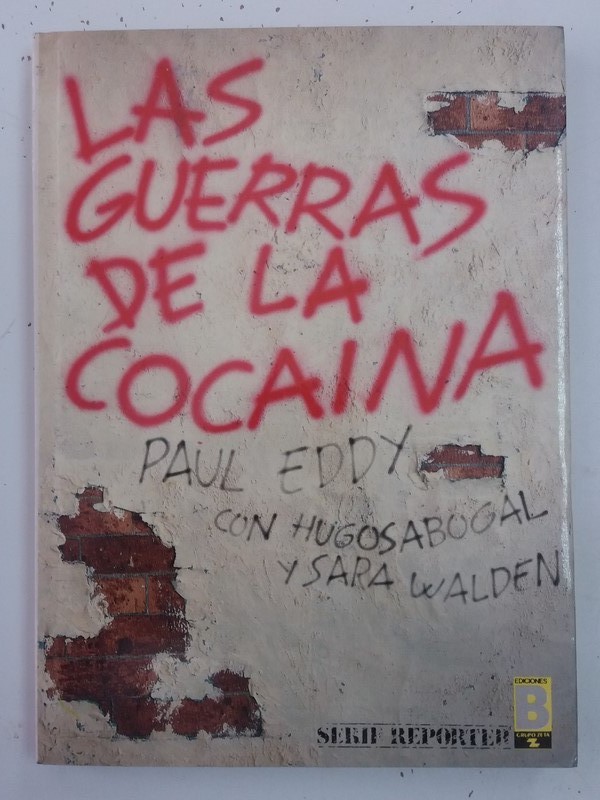 LAS
GUERRAS
DE LA
COCAINA
PAUL EDDY
CON HUGOSABOGAL
Y SARA WALDEN
SERIE REPORTER
EDICIONES
B
GRUPO ZETA
Z